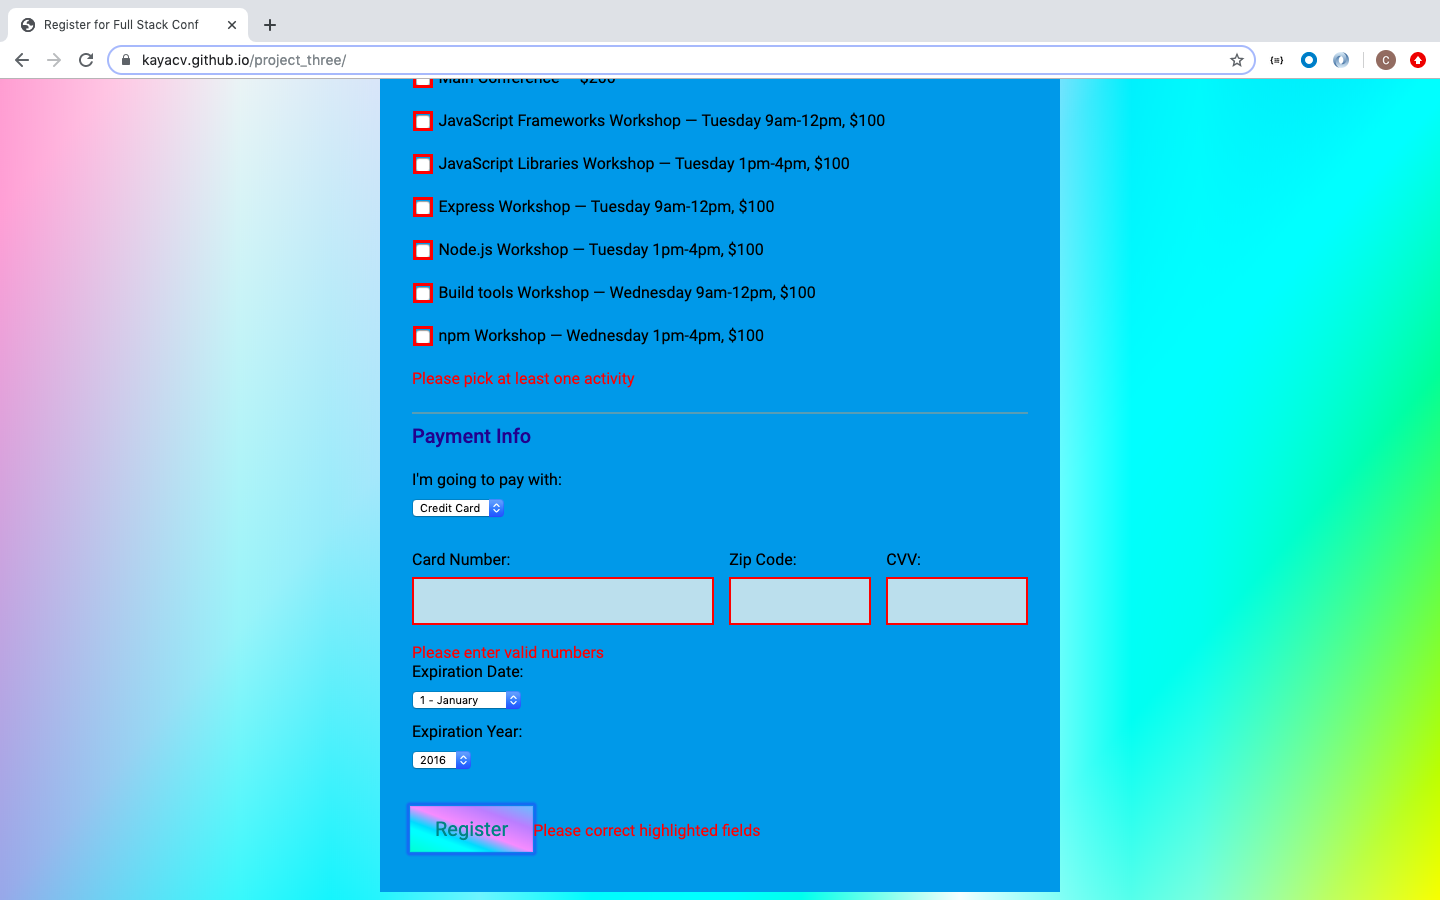 Register for Full Stack Conf
kayacv.github.io/project_three/
C
Main Conference — $200
JavaScript Frameworks Workshop — Tuesday 9am-12pm, $100
JavaScript Libraries Workshop — Tuesday 1pm-4pm, $100
Express Workshop — Tuesday 9am-12pm, $100
Node.js Workshop — Tuesday 1pm-4pm, $100
Build tools Workshop — Wednesday 9am-12pm, $100
npm Workshop — Wednesday 1pm-4pm, $100
Please pick at least one activity
Payment Info
I'm going to pay with:
Credit Card
Card Number: Zip Code: CVV:
Please enter valid numbers
Expiration Date:
1 - January
Expiration Year:
2016
Register Please correct highlighted fields